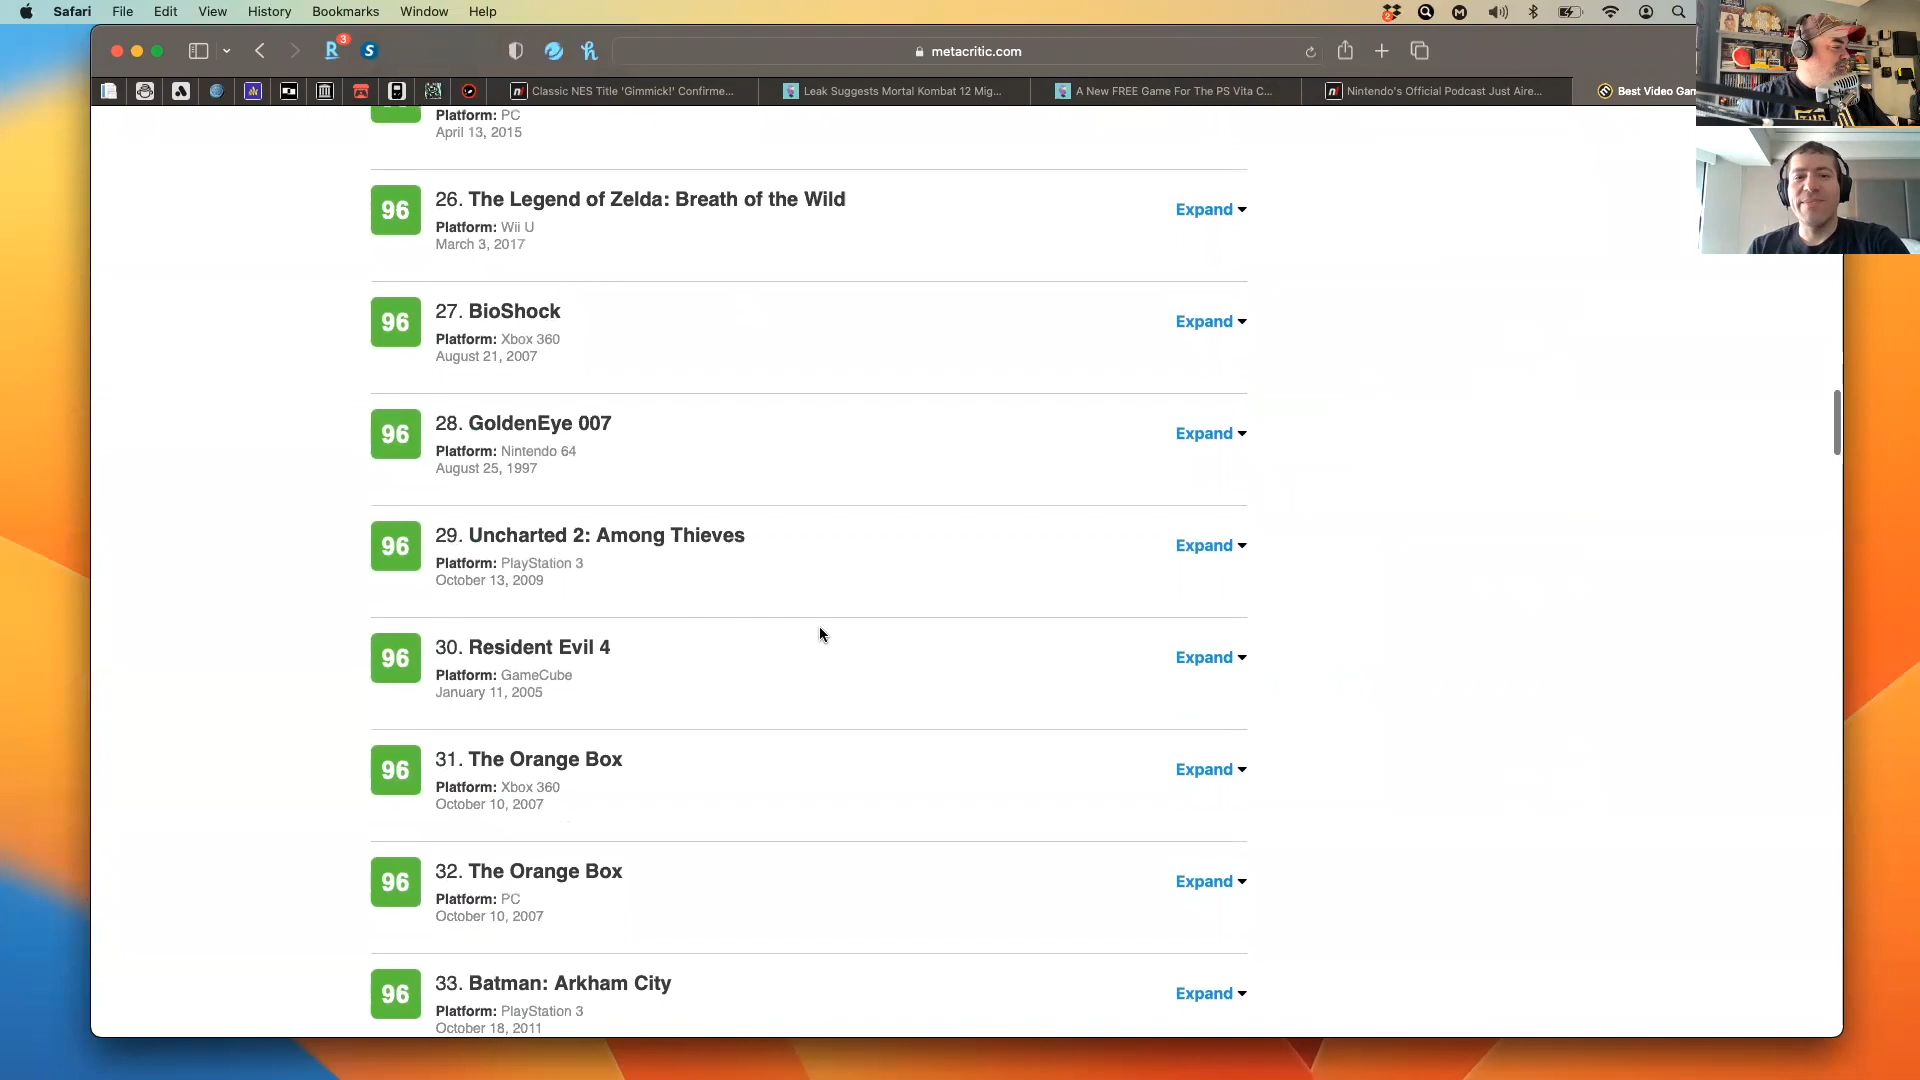 Safari File Edit View History Bookmarks Window Help
3
metacritic.com
Classic NES Title 'Gimmick!' Confirme...
Leak Suggests Mortal Kombat 12 Mig...
A New FREE Game For The PS Vita C...
Nintendo's Official Podcast Just Aire...
Best Video Gam
Platform: PC
April 13, 2015
96
26. The Legend of Zelda: Breath of the Wild
Expand
Platform: Wii U
March 3, 2017
96
27. BioShock
Expand
Platform: Xbox 360
August 21, 2007
96
28. GoldenEye 007
Expand
Platform: Nintendo 64
August 25, 1997
96
29. Uncharted 2: Among Thieves
Expand
Platform: PlayStation 3
October 13, 2009
96
30. Resident Evil 4
Expand
Platform: GameCube
January 11, 2005
96
31. The Orange Box
Expand
Platform: Xbox 360
October 10, 2007
96
32. The Orange Box
Expand
Platform: PC
October 10, 2007
96
33. Batman: Arkham City
Expand
Platform: PlayStation 3
October 18, 2011